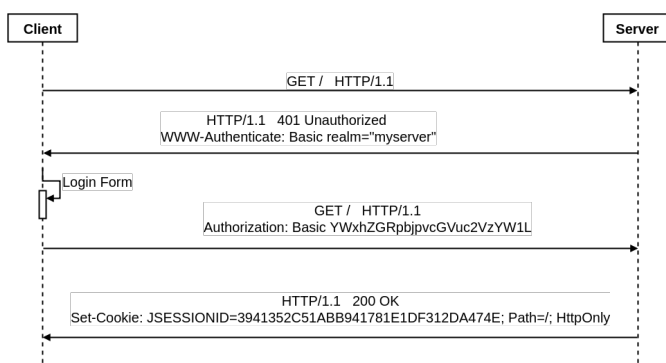 Client
Server
GET / HTTP/1.1
HTTP/1.1 401 Unauthorized
WWW-Authenticate: Basic realm="myserver"
Login Form
GET / HTTP/1.1
Authorization: Basic YWxhZGRpbjpvcGVuc2VzYW1L
HTTP/1.1 200 OK
Set-Cookie: JSESSIONID=3941352C51ABB941781E1DF312DA474E; Path=/; HttpOnly